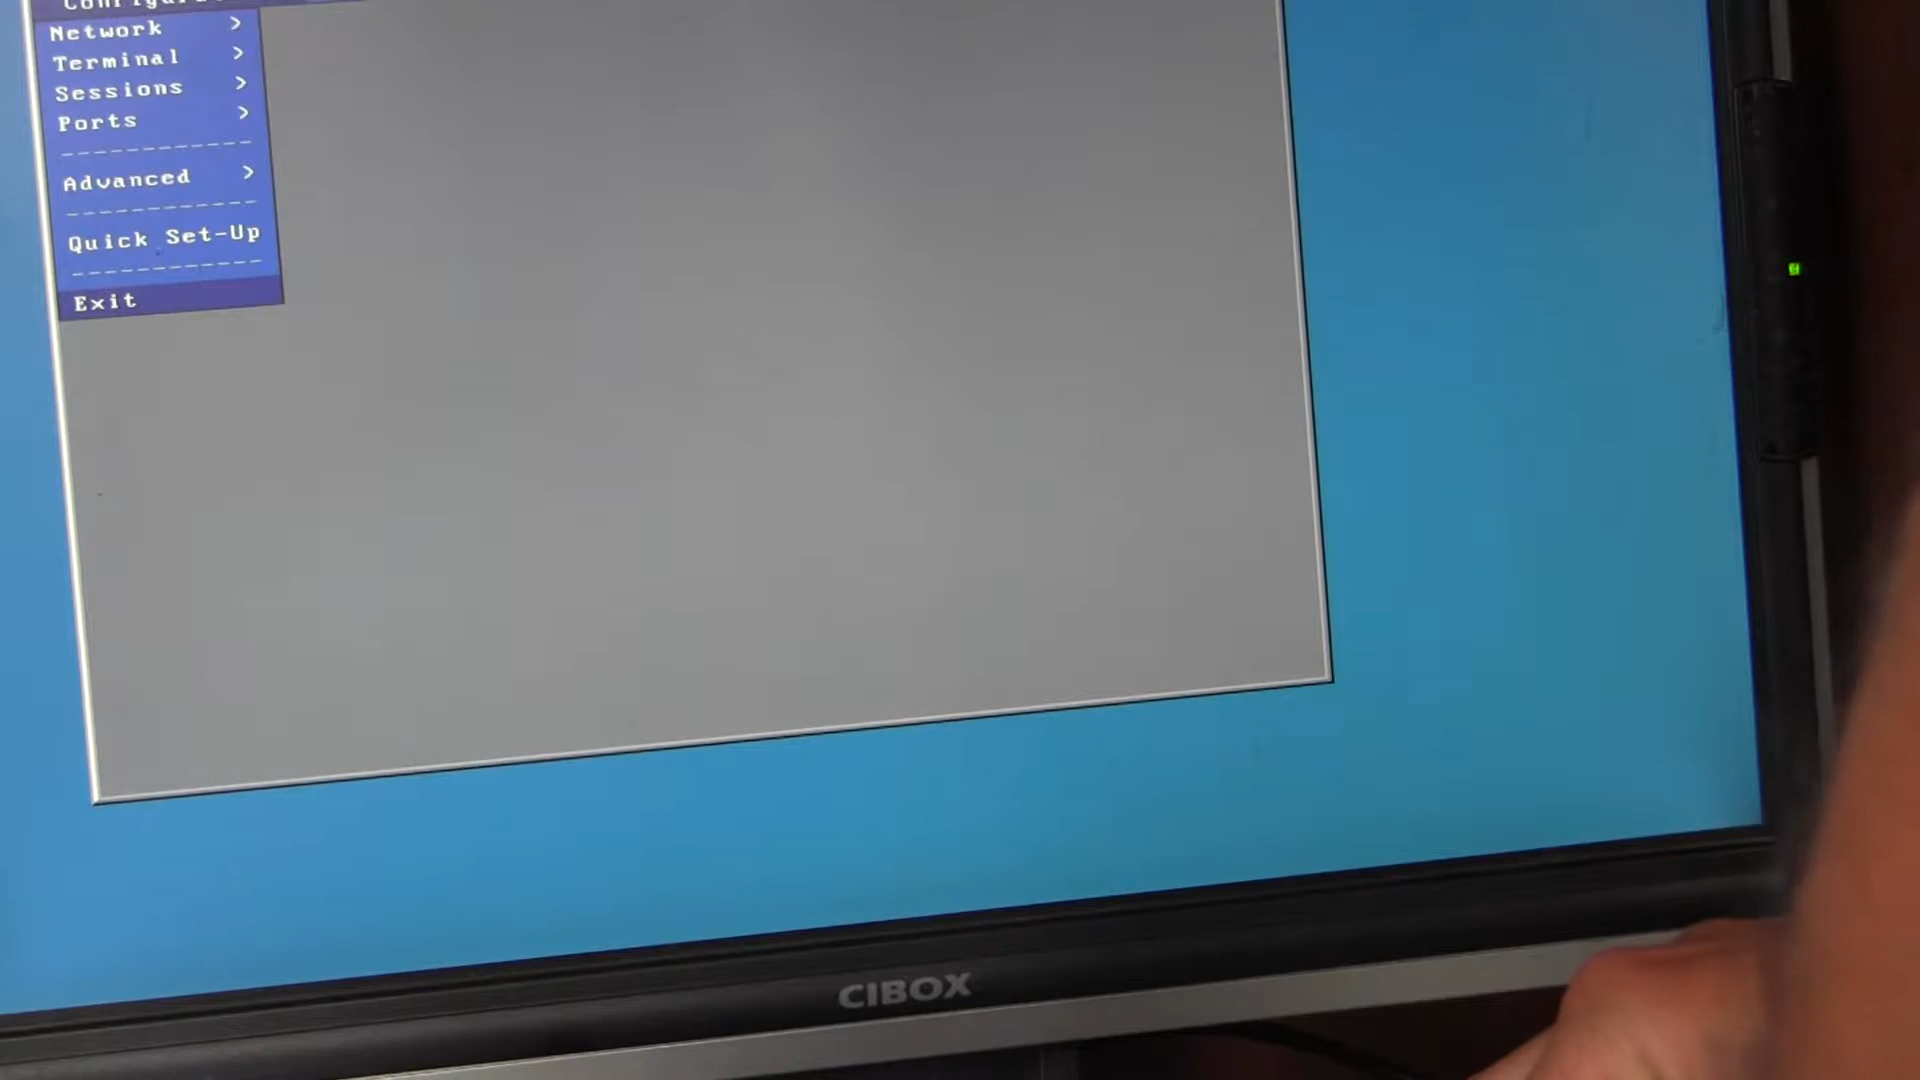 Network >
Terminal >
Sessions >
Ports >
------------
Advanced >
------------
Quick Set-Up
------------
Exit
CIBOX